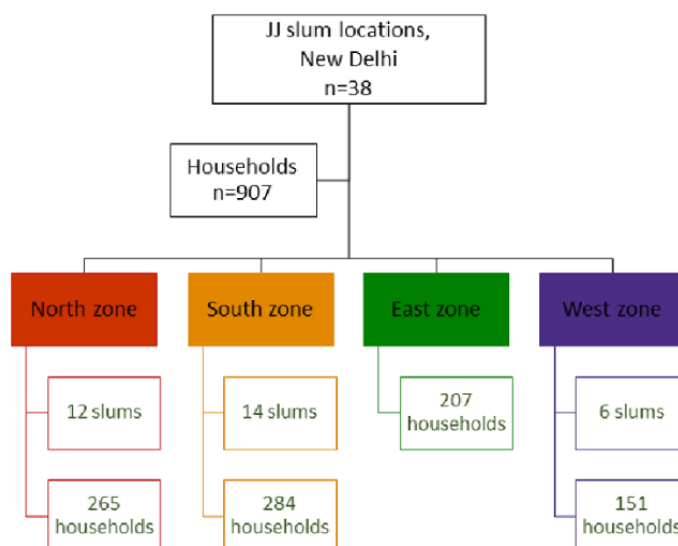 JJ slum locations,
New Delhi
n=38
Households
n=907
North zone
South zone
East zone
West zone
12 slums
14 slums
207
households
6 slums
265
households
284
households
151
households